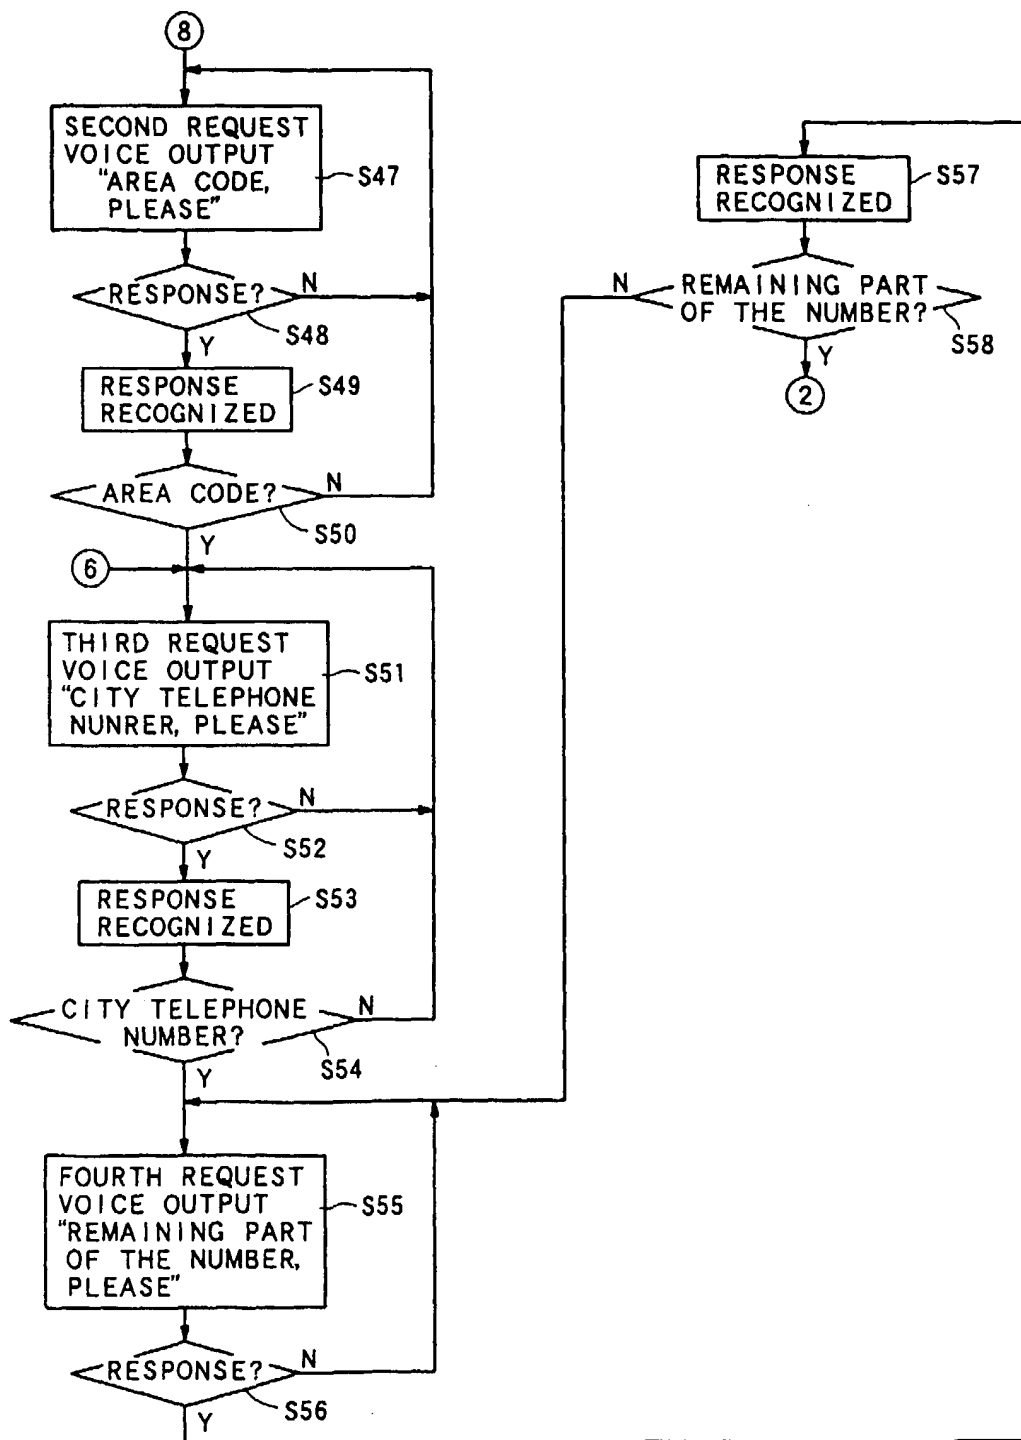 8
SECOND REQUEST
VOICE OUTPUT
"AREA CODE,
PLEASE"
S47
RESPONSE?
N
S48
Y
RESPONSE
RECOGNIZED
S49
AREA CODE?
N
S50
Y
6
THIRD REQUEST
VOICE OUTPUT
"CITY TELEPHONE
NUNRER, PLEASE"
S51
RESPONSE?
N
S52
Y
RESPONSE
RECOGNIZED
S53
CITY TELEPHONE
NUMBER?
N
S54
Y
FOURTH REQUEST
VOICE OUTPUT
"REMAINING PART
OF THE NUMBER,
PLEASE"
S55
RESPONSE?
N
S56
Y
RESPONSE
RECOGNIZED
S57
N
REMAINING PART
OF THE NUMBER?
S58
Y
2